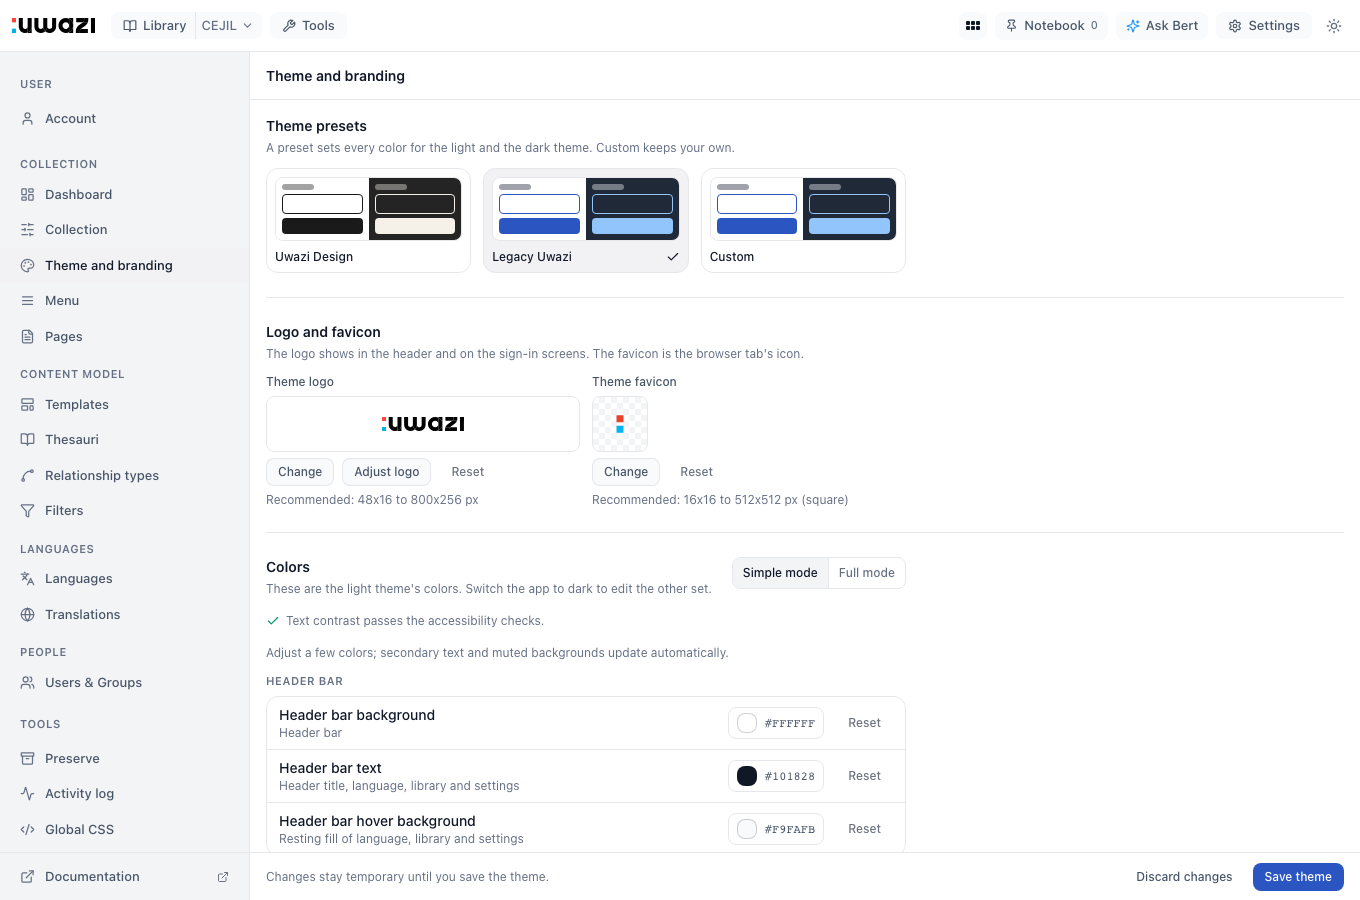 :uwazi
Library
CEJIL
Tools
Notebook 0
Ask Bert
Settings
USER
Account
COLLECTION
Dashboard
Collection
Theme and branding
Menu
Pages
CONTENT MODEL
Templates
Thesauri
Relationship types
Filters
LANGUAGES
Languages
Translations
PEOPLE
Users & Groups
TOOLS
Preserve
Activity log
Global CSS
Documentation
Theme and branding
Theme presets
A preset sets every color for the light and the dark theme. Custom keeps your own.
Uwazi Design
Legacy Uwazi
Custom
Logo and favicon
The logo shows in the header and on the sign-in screens. The favicon is the browser tab's icon.
Theme logo
:uwazi
Change
Adjust logo
Reset
Recommended: 48x16 to 800x256 px
Theme favicon
Change
Reset
Recommended: 16x16 to 512x512 px (square)
Colors
These are the light theme's colors. Switch the app to dark to edit the other set.
Simple mode
Full mode
Text contrast passes the accessibility checks.
Adjust a few colors; secondary text and muted backgrounds update automatically.
HEADER BAR
Header bar background
Header bar
#FFFFFF
Reset
Header bar text
Header title, language, library and settings
#101828
Reset
Header bar hover background
Resting fill of language, library and settings
#F9FAFB
Reset
Changes stay temporary until you save the theme.
Discard changes
Save theme